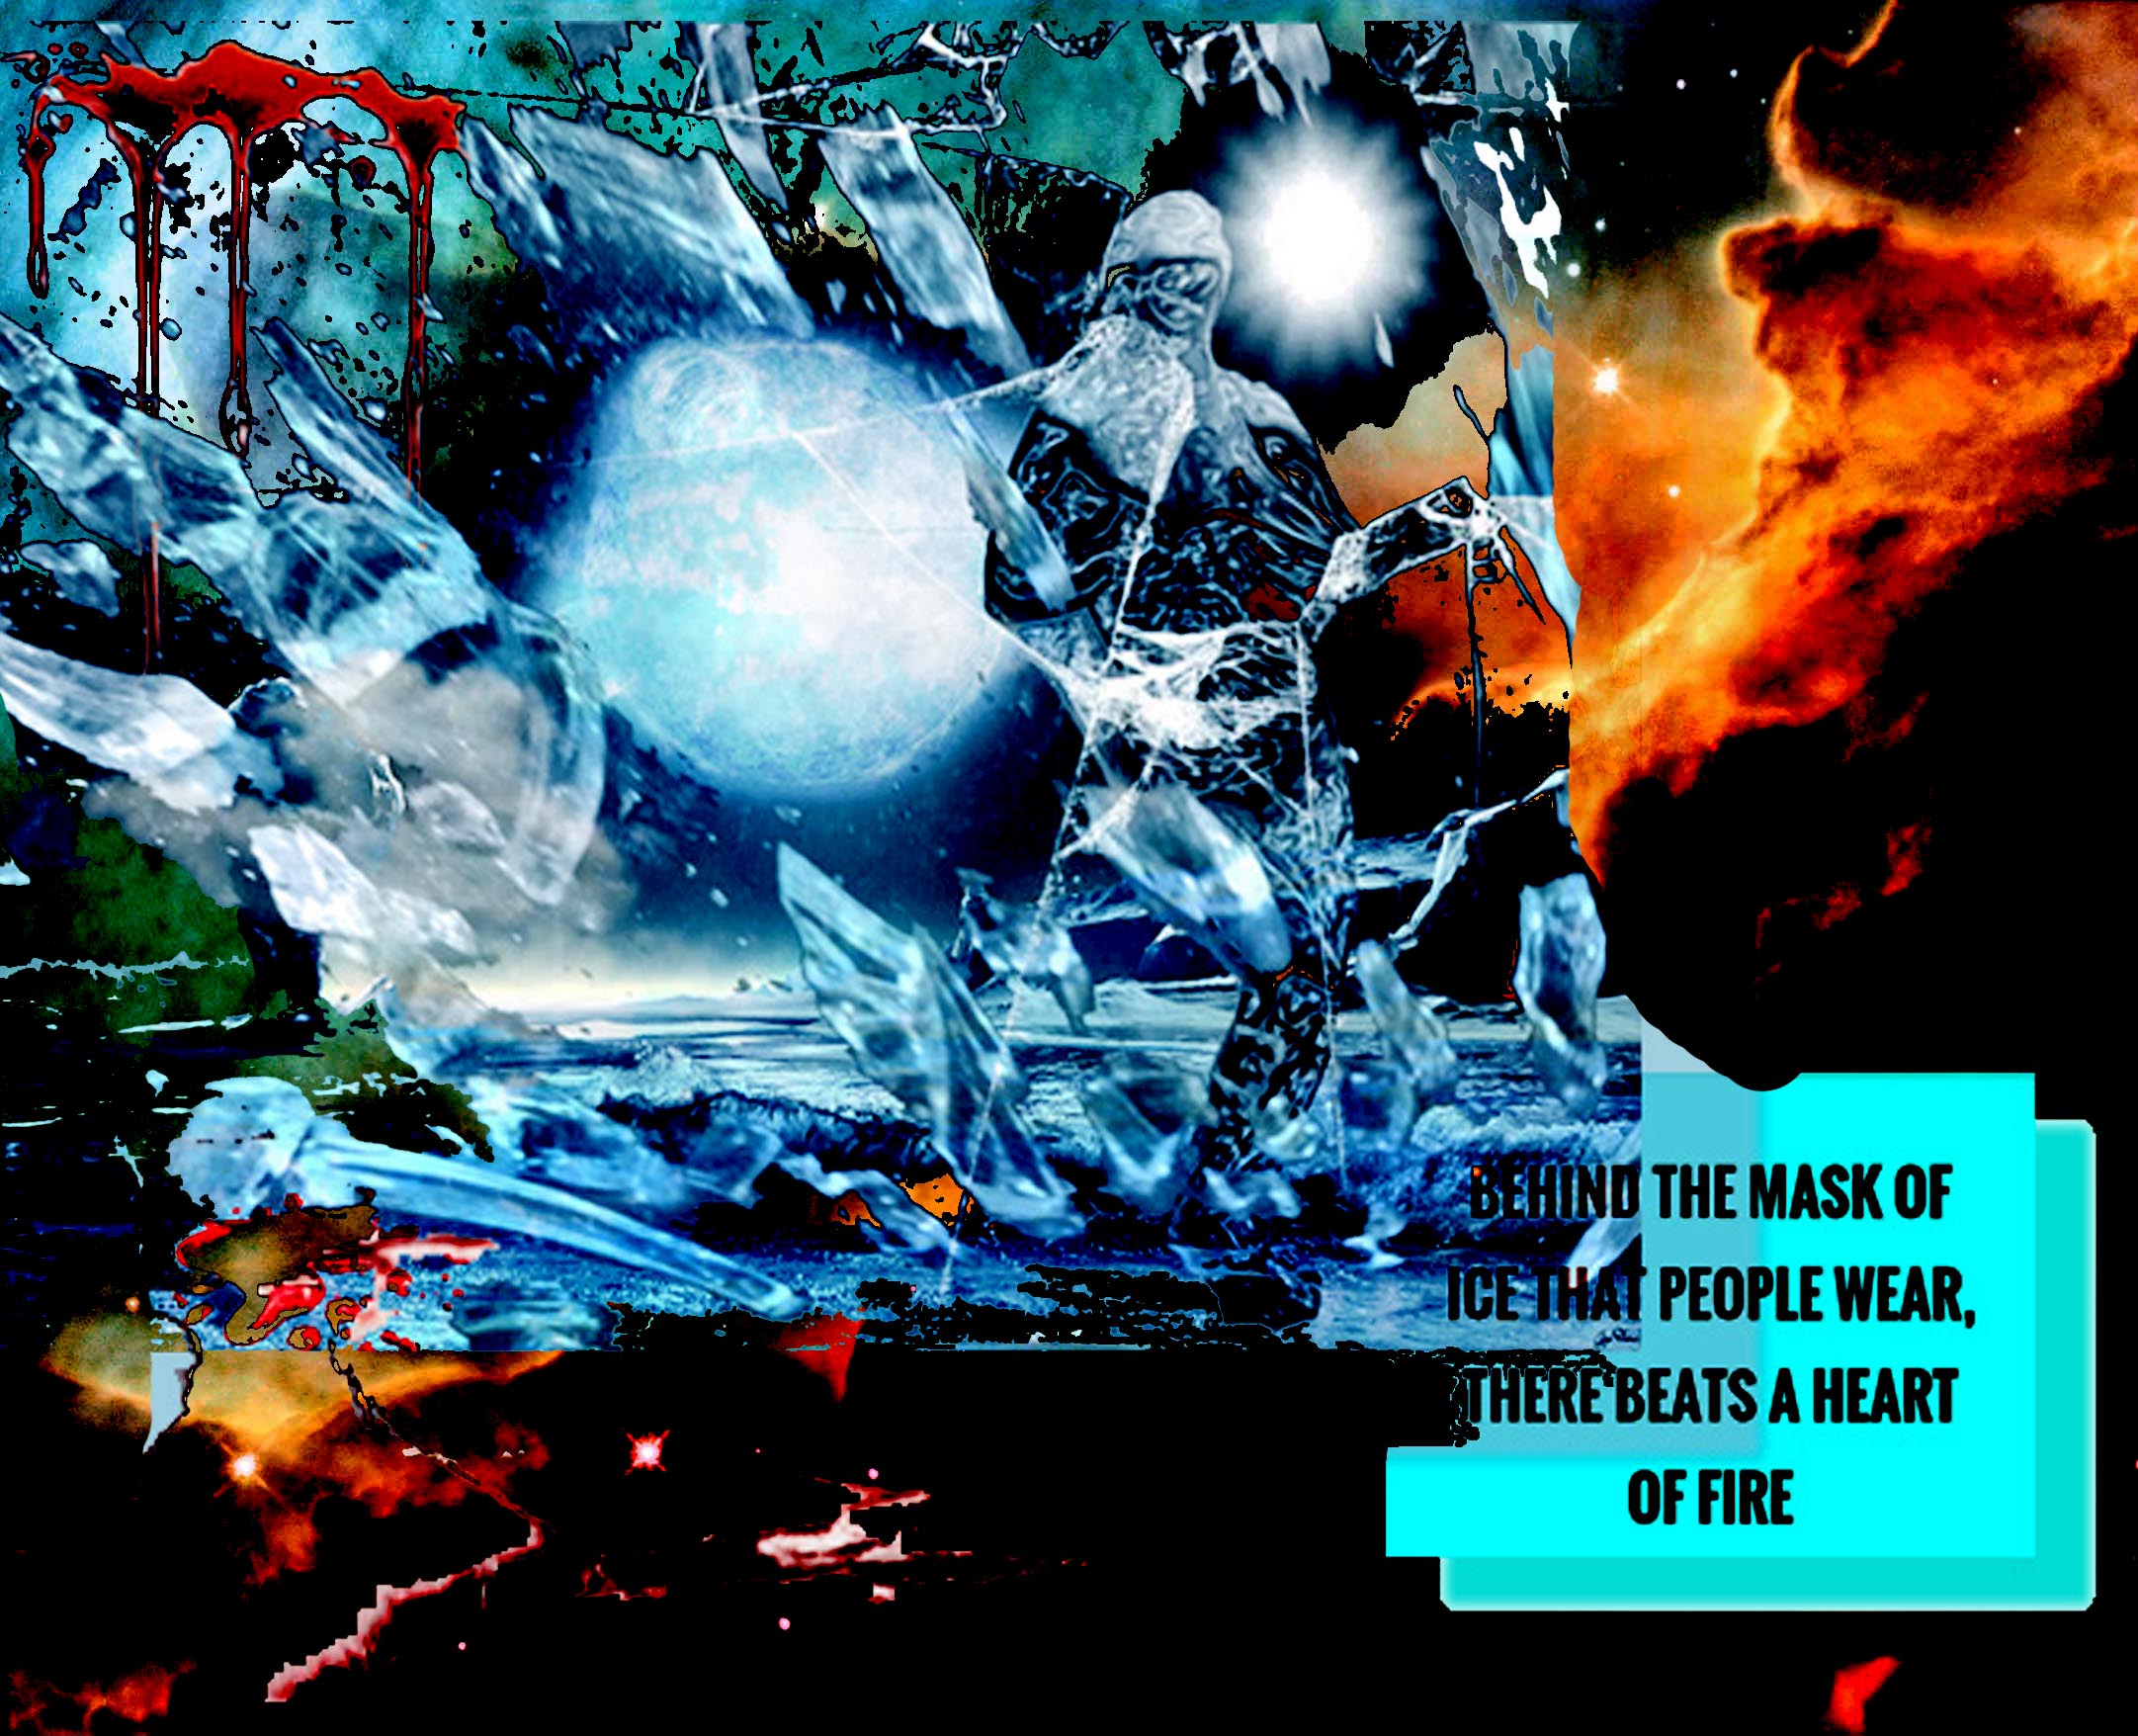 BEHIND THE MASK OF
ICE THAT PEOPLE WEAR,
THERE BEATS A HEART
OF FIRE